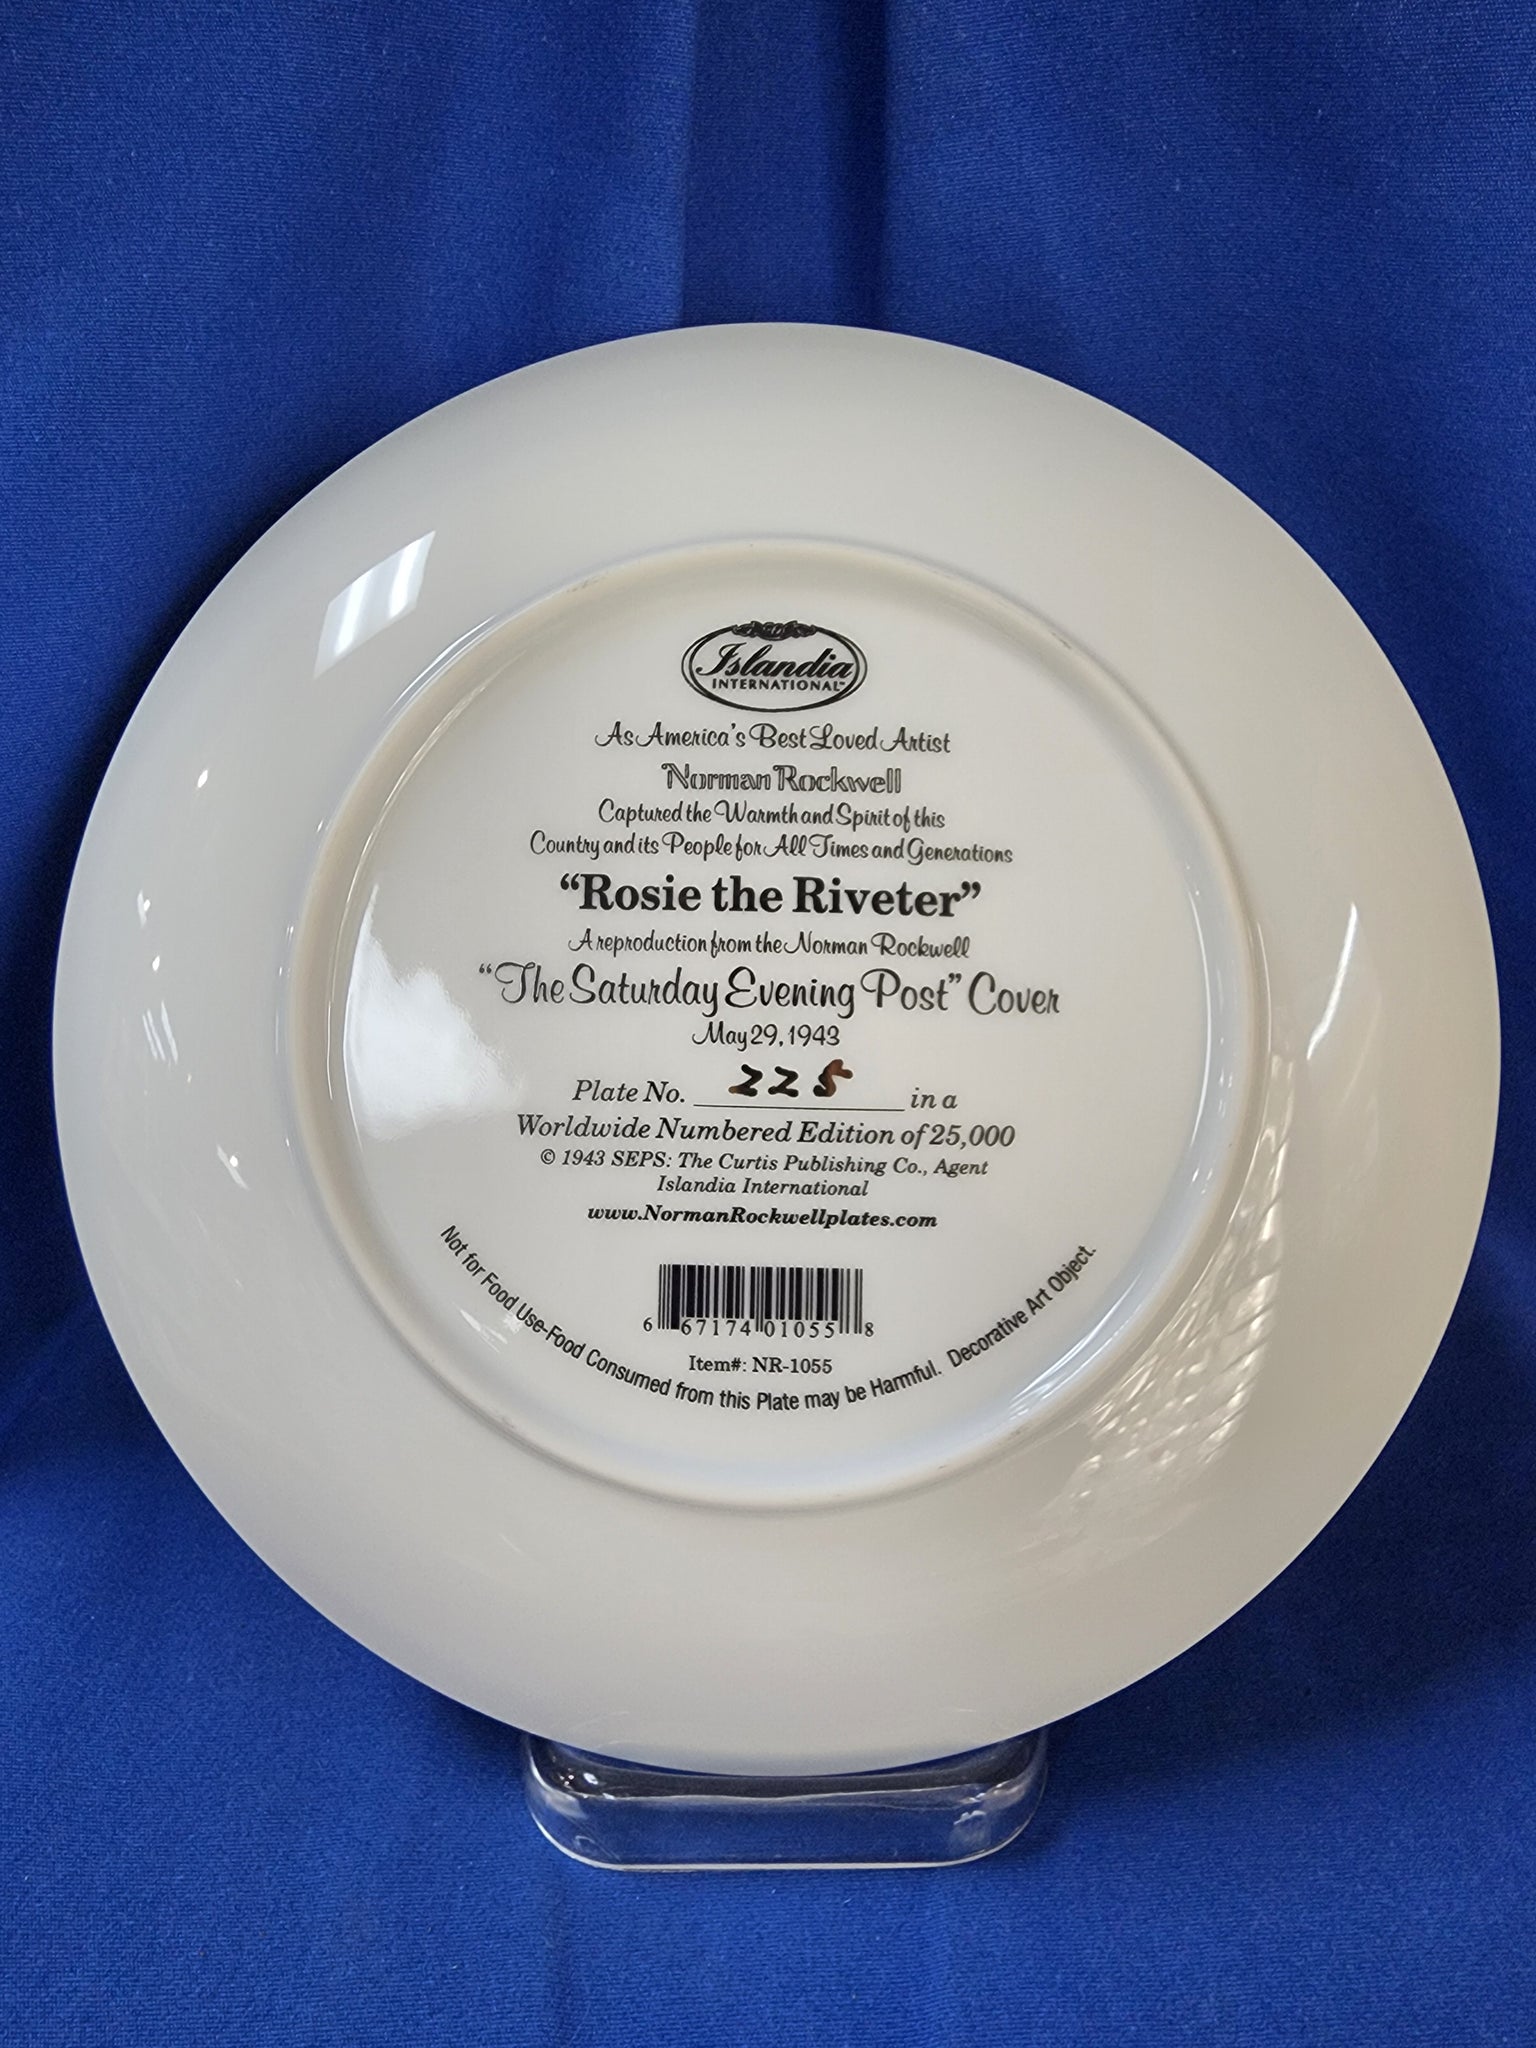 Islandia
INTERNATIONAL™
As America's Best Loved Artist
Norman Rockwell
Captured the Warmth and Spirit of this
Country and its People for All Times and Generations
“Rosie the Riveter”
A reproduction from the Norman Rockwell
“The Saturday Evening Post” Cover
May 29, 1943
Plate No. 225 in a
Worldwide Numbered Edition of 25,000
© 1943 SEPS: The Curtis Publishing Co., Agent
Islandia International
www.NormanRockwellplates.com
6 67174 01055 8
Item#: NR-1055
Not for Food Use-Food Consumed from this Plate may be Harmful. Decorative Art Object.